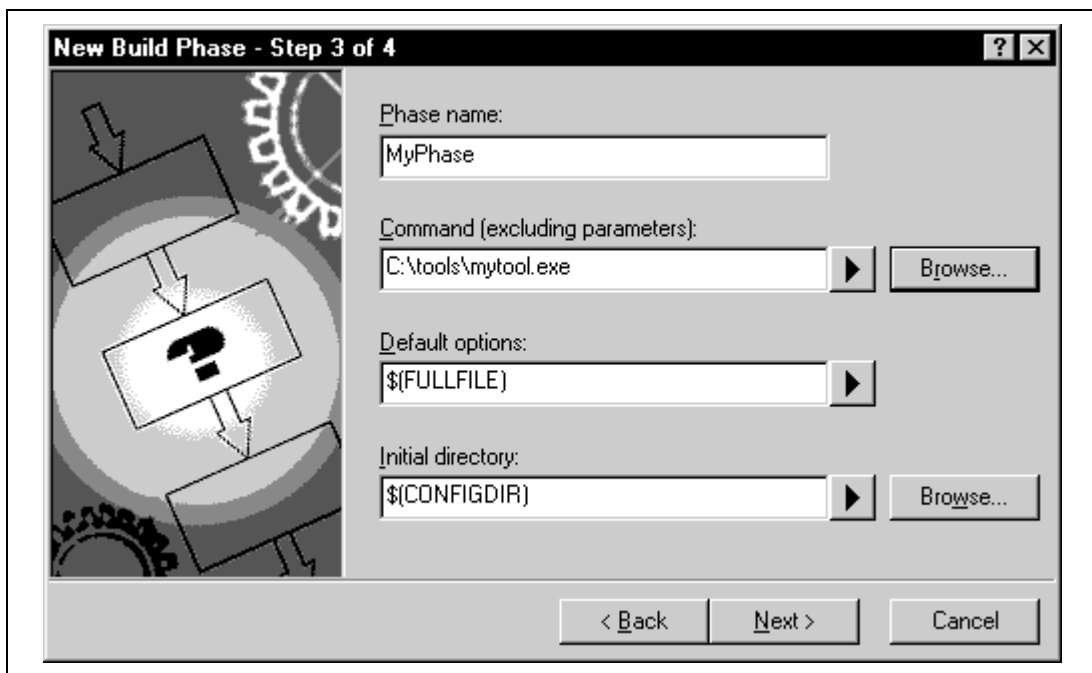 New Build Phase - Step 3 of 4
Phase name:
MyPhase
Command (excluding parameters):
C:\tools\mytool.exe
Browse...
Default options:
$(FULLFILE)
Initial directory:
$(CONFIGDIR)
Browse...
< Back Next > Cancel